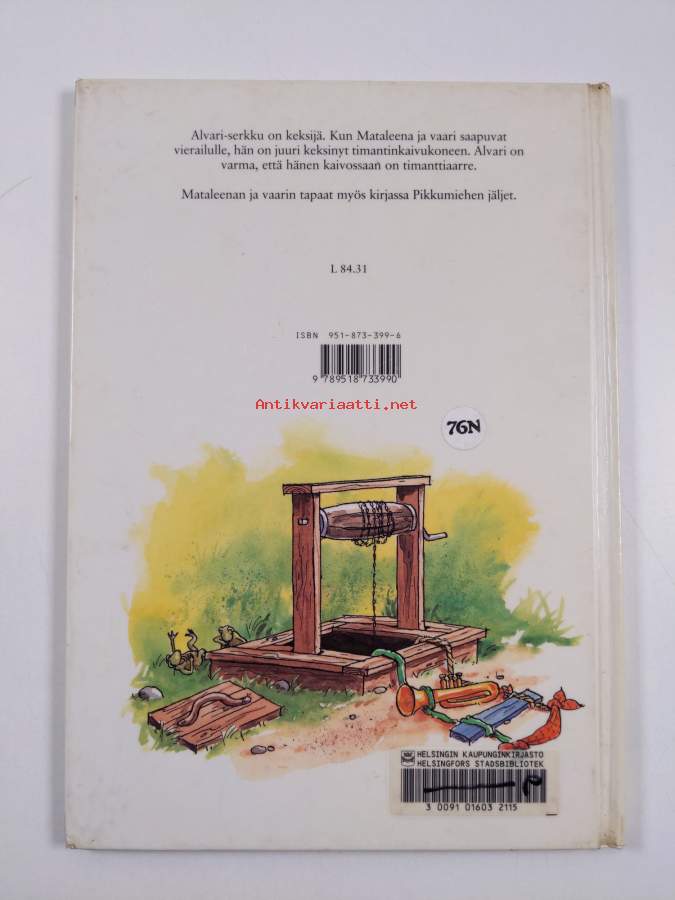 Alvari-serkku on keksijä. Kun Mataleena ja vaari saapuvat
vierailulle, hän on juuri keksinyt timantinkaivukoneen. Alvari on
varma, että hänen kaivossaan on timanttiaarre.
Mataleenan ja vaarin tapaat myös kirjassa Pikkumiehen jäljet.
L 84.31
ISBN 951-873-399-6
9 789518 733990
Antikvariaatti.net
76N
HELSINGIN KAUPUNGINKIRJASTO
HELSINGFORS STADSBIBLIOTEK
3 0091 01603 2115